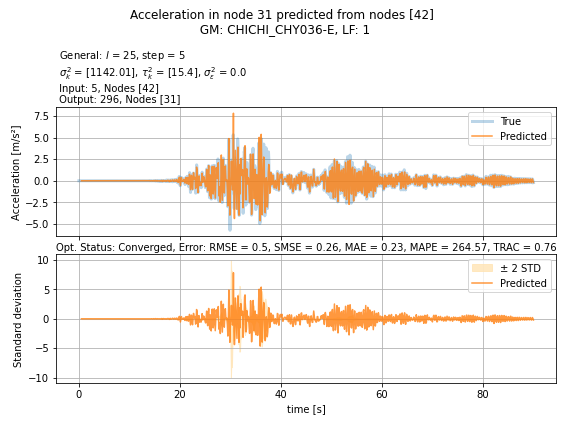 Acceleration in node 31 predicted from nodes [42]
GM: CHICHI_CHY036-E, LF: 1
General: l = 25, step = 5
σ²ₖ = [1142.01], τ²ₖ = [15.4], σ²ε = 0.0
Input: 5, Nodes [42]
Output: 296, Nodes [31]
Acceleration [m/s²]
7.5
5.0
2.5
0.0
−2.5
−5.0
True
Predicted
Opt. Status: Converged, Error: RMSE = 0.5, SMSE = 0.26, MAE = 0.23, MAPE = 264.57, TRAC = 0.76
Standard deviation
10
5
0
−5
−10
± 2 STD
Predicted
0 20 40 60 80
time [s]